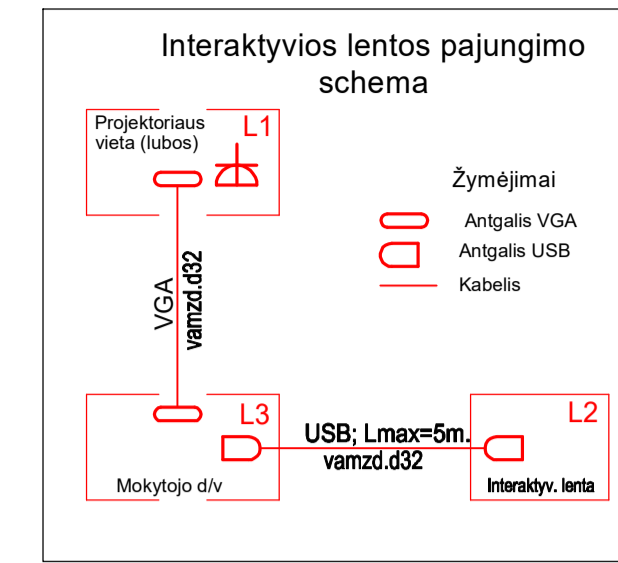 Interaktyvios lentos pajungimo
schema
Projektoriaus
vieta (lubos)
L1
Žymėjimai
Antgalis VGA
Antgalis USB
Kabelis
VGA
vamzd.d32
L3
Mokytojo d/v
USB; Lmax=5m.
vamzd.d32
L2
Interaktyv. lenta